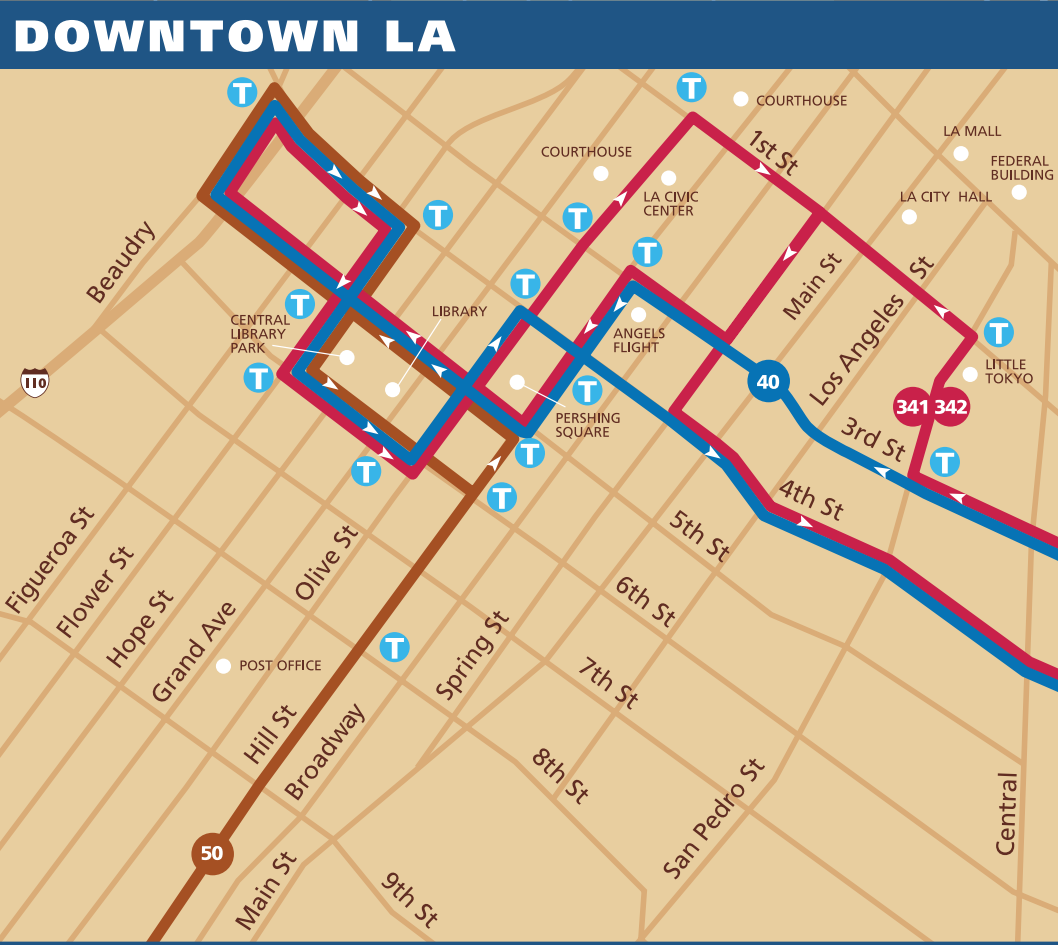 DOWNTOWN LA
T
T
COURTHOUSE
1st St
LA MALL
COURTHOUSE
FEDERAL
BUILDING
LA CIVIC
CENTER
LA CITY HALL
T
T
Beaudry
T
Main St
Los Angeles St
T
T
LIBRARY
CENTRAL
LIBRARY
PARK
ANGELS
FLIGHT
T
LITTLE
TOKYO
110
T
40
T
341
342
PERSHING
SQUARE
3rd St
T
T
T
4th St
T
5th St
Figueroa St
Flower St
Hope St
Grand Ave
Olive St
6th St
T
Spring St
POST OFFICE
7th St
Hill St
Broadway
8th St
San Pedro St
Central
50
Main St
9th St